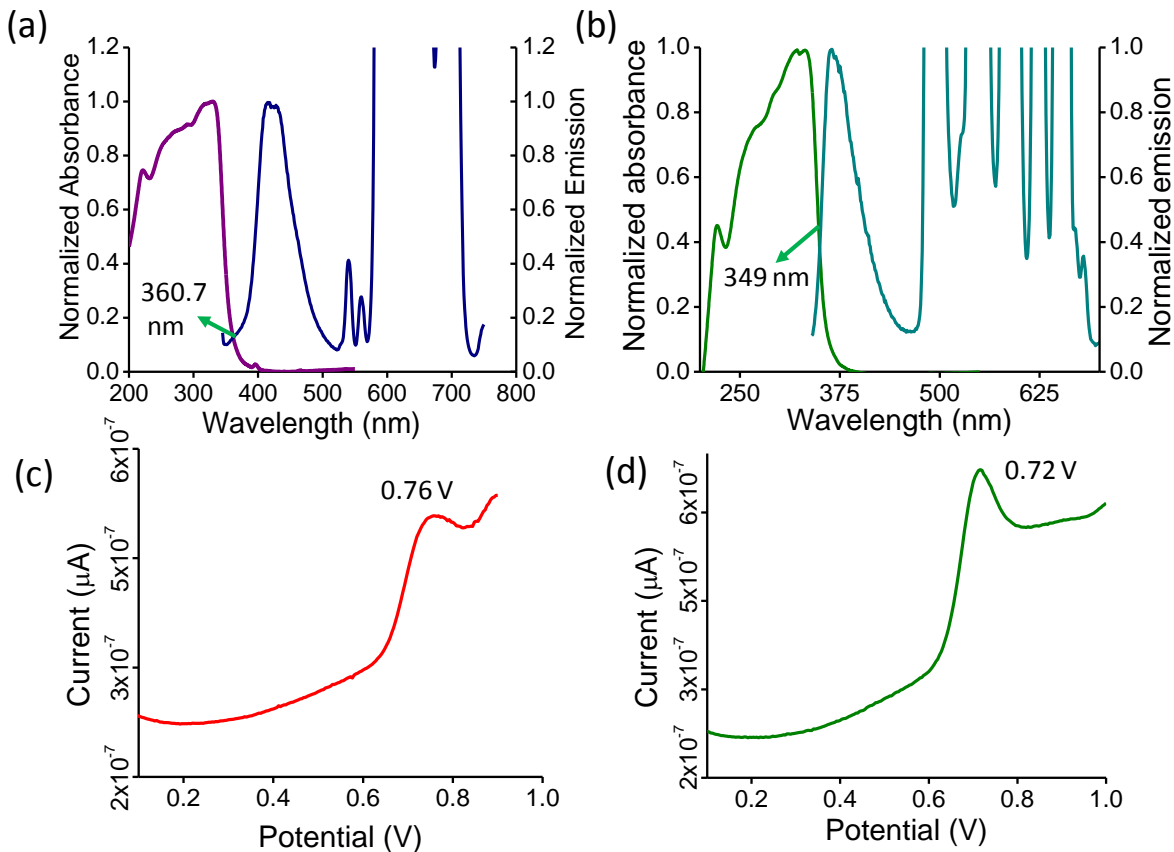 (a)
Normalized Absorbance
1.2
1.0
0.8
0.6
0.4
0.2
0.0
360.7
nm
200 300 400 500 600 700 800
Wavelength (nm)
1.2
1.0
0.8
0.6
0.4
0.2
0.0
Normalized Emission
(b)
Normalized absorbance
1.0
0.8
0.6
0.4
0.2
0.0
349 nm
250 375 500 625
Wavelength (nm)
1.0
0.8
0.6
0.4
0.2
0.0
Normalized emission
(c)
Current (μA)
6x10⁻⁷
5x10⁻⁷
3x10⁻⁷
2x10⁻⁷
0.76 V
0.2 0.4 0.6 0.8 1.0
Potential (V)
(d)
Current (μA)
6x10⁻⁷
5x10⁻⁷
3x10⁻⁷
2x10⁻⁷
0.72 V
0.2 0.4 0.6 0.8 1.0
Potential (V)